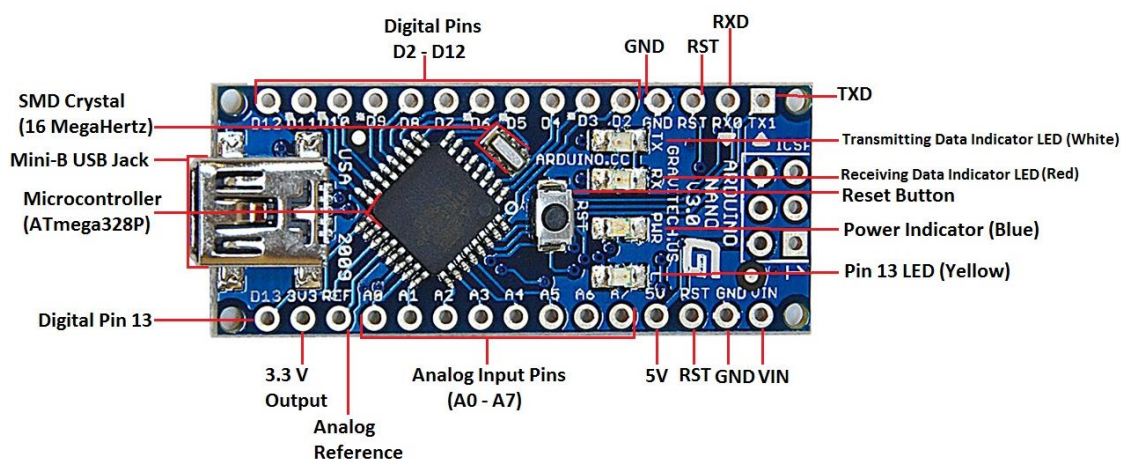 RXD
Digital Pins
D2 - D12
GND
RST
TXD
SMD Crystal
(16 MegaHertz)
Mini-B USB Jack
Microcontroller
(ATmega328P)
Digital Pin 13
Transmitting Data Indicator LED (White)
Receiving Data Indicator LED (Red)
Reset Button
Power Indicator (Blue)
Pin 13 LED (Yellow)
D12 D11 D10 D9 D8 D7 D6 D5 D4 D3 D2 GND RST RX0 TX1
ICSP
ARDUINO.CC
TX
RX
PWR
L
RST
GRAVITECH.US
ARDUINO
NANO
V3.0
USA
2009
1
D13 3V3 REF A0 A1 A2 A3 A4 A5 A6 A7 5V RST GND VIN
3.3 V
Output
Analog
Reference
Analog Input Pins
(A0 - A7)
5V
RST
GND
VIN